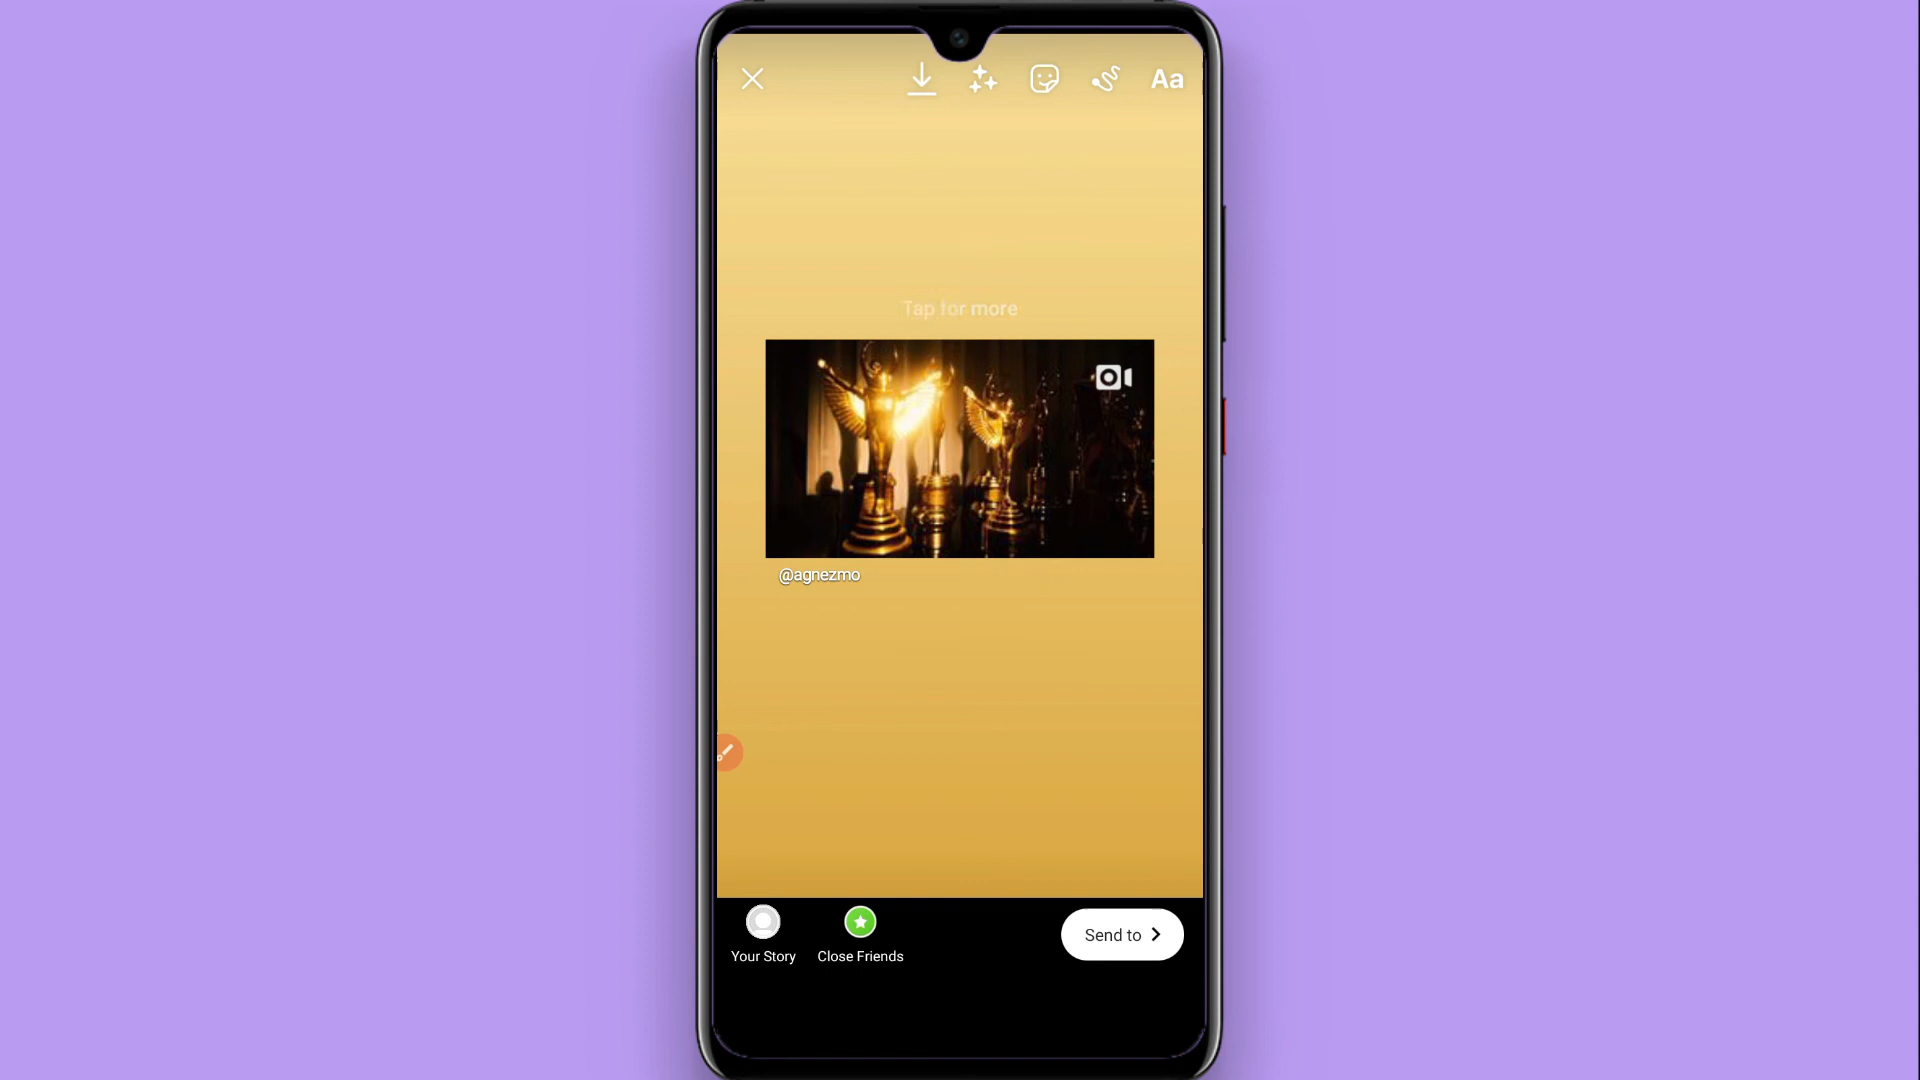 Aa
Tap for more
@agnezmo
Your Story
Close Friends
Send to